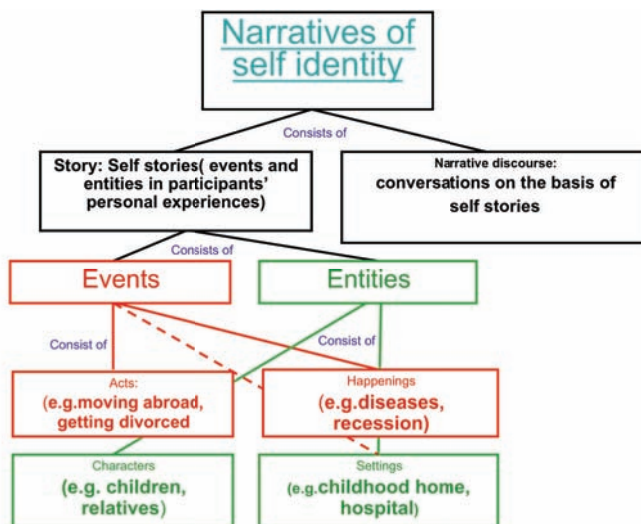 Narratives of
self identity
Consists of
Story: Self stories( events and
entities in participants’
personal experiences)
Narrative discourse:
conversations on the basis of
self stories
Consists of
Events
Entities
Consist of
Consist of
Acts:
(e.g.moving abroad,
getting divorced
Happenings
(e.g.diseases,
recession)
Characters
(e.g. children,
relatives)
Settings
(e.g.childhood home,
hospital)